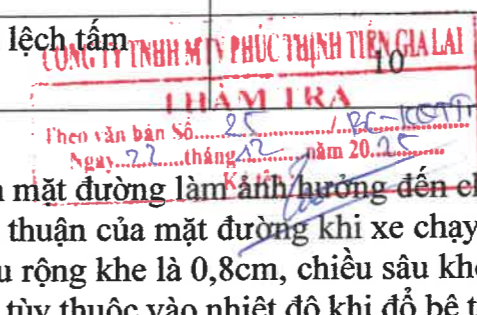 lệch tấm
CÔNG TY TNHH MTV PHÚC THỊNH TIẾN GIA LAI
10
THẨM TRA
Theo văn bản Số......25....../...BC-KQTTr
Ngày...22...tháng 12......năm 20.25....
mặt đường làm ảnh hưởng đến
thuận của mặt đường khi xe chạy
rộng khe là 0,8cm, chiều sâu
tùy thuộc vào nhiệt độ khi đổ bê